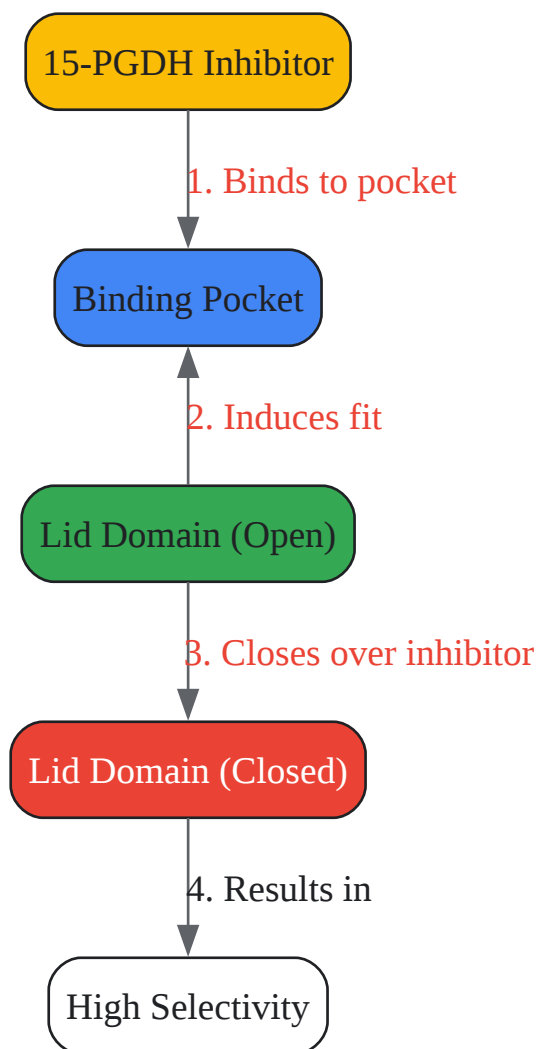 15-PGDH Inhibitor
1. Binds to pocket
Binding Pocket
2. Induces fit
Lid Domain (Open)
3. Closes over inhibitor
Lid Domain (Closed)
4. Results in
High Selectivity